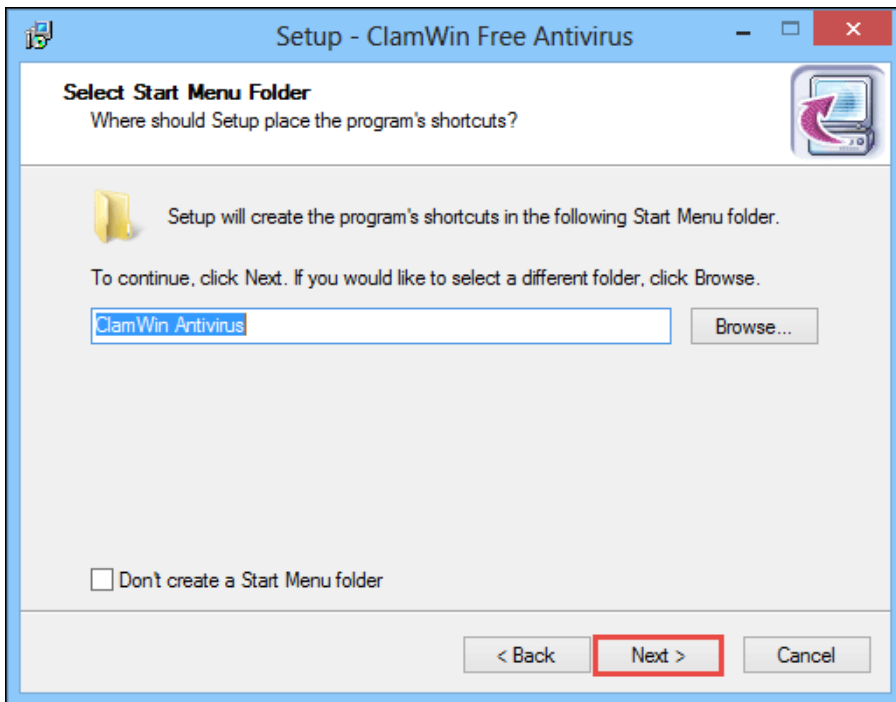 Setup - ClamWin Free Antivirus
Select Start Menu Folder
Where should Setup place the program's shortcuts?
Setup will create the program's shortcuts in the following Start Menu folder.
To continue, click Next. If you would like to select a different folder, click Browse.
ClamWin Antivirus
Browse...
Don't create a Start Menu folder
< Back Next > Cancel